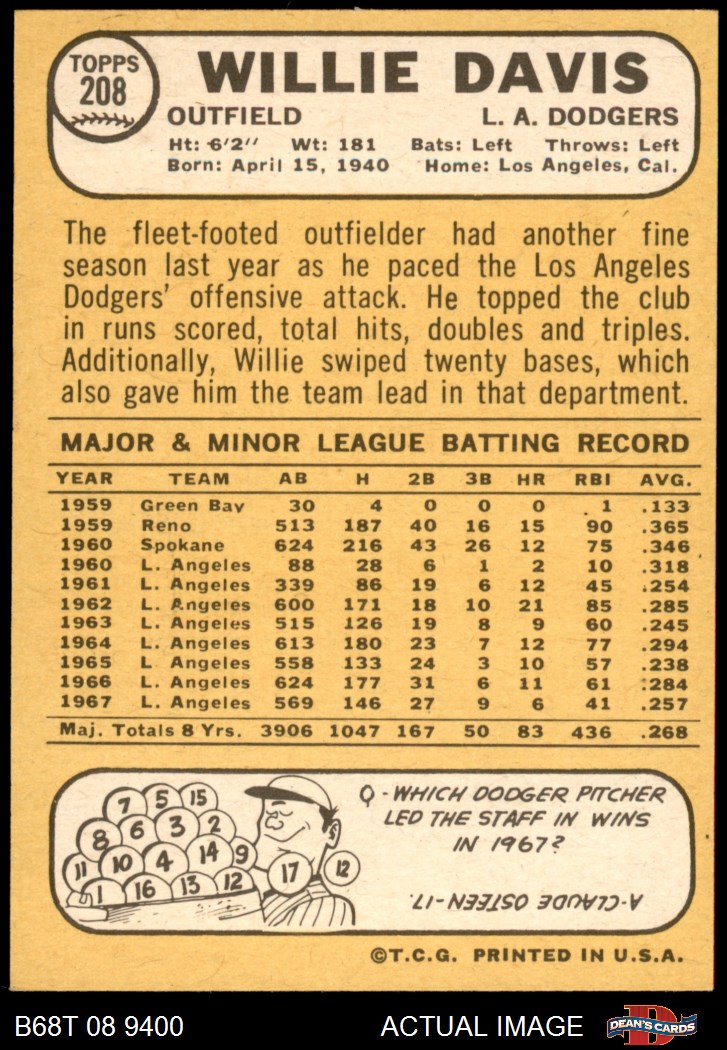 TOPPS
208
WILLIE DAVIS
OUTFIELD L. A. DODGERS
Ht: 6'2" Wt: 181 Bats: Left Throws: Left
Born: April 15, 1940 Home: Los Angeles, Cal.
The fleet-footed outfielder had another fine
season last year as he paced the Los Angeles
Dodgers' offensive attack. He topped the club
in runs scored, total hits, doubles and triples.
Additionally, Willie swiped twenty bases, which
also gave him the team lead in that department.
MAJOR & MINOR LEAGUE BATTING RECORD
YEAR TEAM AB H 2B 3B HR RBI AVG.
1959 Green Bay 30 4 0 0 0 1 .133
1959 Reno 513 187 40 16 15 90 .365
1960 Spokane 624 216 43 26 12 75 .346
1960 L. Angeles 88 28 6 1 2 10 .318
1961 L. Angeles 339 86 19 6 12 45 .254
1962 L. Angeles 600 171 18 10 21 85 .285
1963 L. Angeles 515 126 19 8 9 60 .245
1964 L. Angeles 613 180 23 7 12 77 .294
1965 L. Angeles 558 133 24 3 10 57 .238
1966 L. Angeles 624 177 31 6 11 61 .284
1967 L. Angeles 569 146 27 9 6 41 .257
Maj. Totals 8 Yrs. 3906 1047 167 50 83 436 .268
7 5 15
8 6 3 2
11 10 4 14 9 17 12
1 16 13 12
Q - WHICH DODGER PITCHER
LED THE STAFF IN WINS
IN 1967?
A-CLAUDE OSTEEN-17.
©T.C.G. PRINTED IN U.S.A.
B68T 08 9400 ACTUAL IMAGE D DEAN'S CARDS